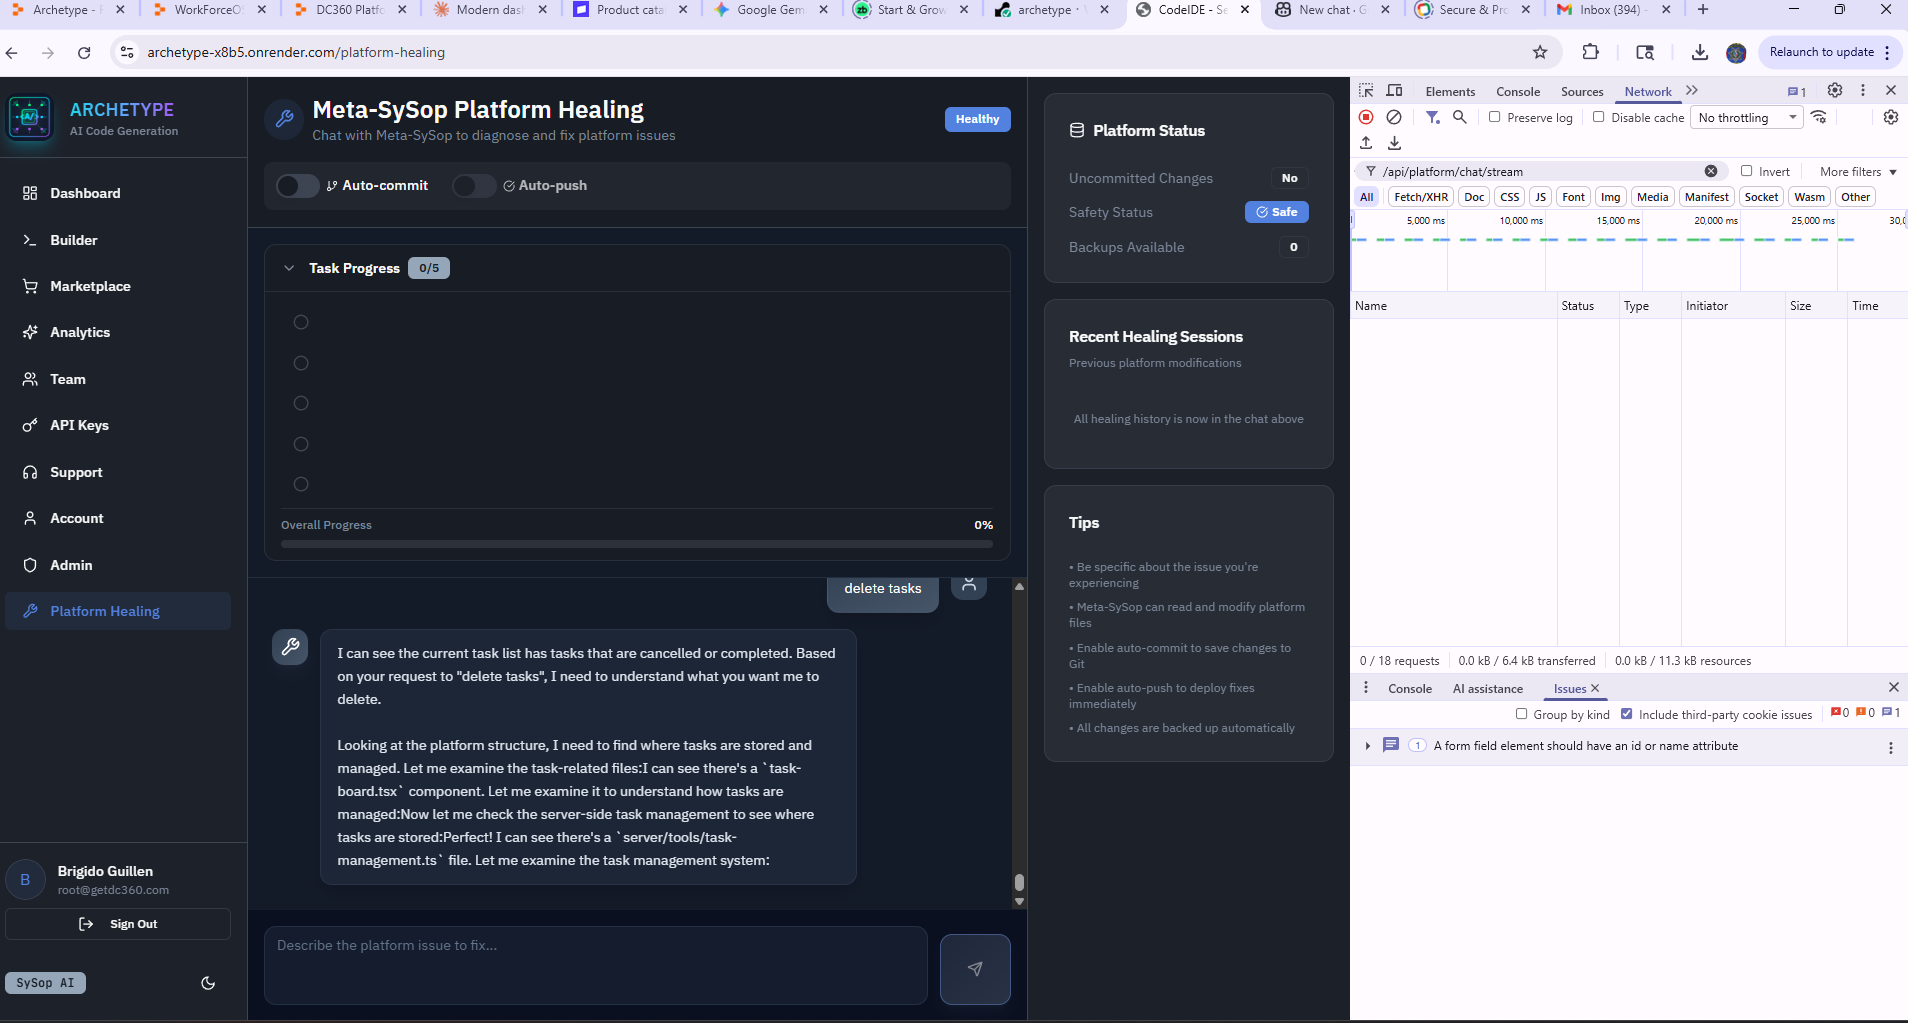 Archetype - F
WorkForceO
DC360 Platfo
Modern das
Product cata
Google Gem
Start & Grow
archetype ·
CodeIDE - Se
New chat · G
Secure & Pro
Inbox (394) -
archetype-x8b5.onrender.com/platform-healing
Relaunch to update
ARCHETYPE
AI Code Generation
Dashboard
Builder
Marketplace
Analytics
Team
API Keys
Support
Account
Admin
Platform Healing
Brigido Guillen
B
root@getdc360.com
Sign Out
SySop AI
Meta-SySop Platform Healing
Chat with Meta-SySop to diagnose and fix platform issues
Healthy
Auto-commit
Auto-push
Task Progress 0/5
Overall Progress 0%
delete tasks
I can see the current task list has tasks that are cancelled or completed. Based
on your request to "delete tasks", I need to understand what you want me to
delete.
Looking at the platform structure, I need to find where tasks are stored and
managed. Let me examine the task-related files:I can see there's a `task-
board.tsx` component. Let me examine it to understand how tasks are
managed:Now let me check the server-side task management to see where
tasks are stored:Perfect! I can see there's a `server/tools/task-
management.ts` file. Let me examine the task management system:
Describe the platform issue to fix...
Platform Status
Uncommitted Changes No
Safety Status Safe
Backups Available 0
Recent Healing Sessions
Previous platform modifications
All healing history is now in the chat above
Tips
• Be specific about the issue you're
experiencing
• Meta-SySop can read and modify platform
files
• Enable auto-commit to save changes to
Git
• Enable auto-push to deploy fixes
immediately
• All changes are backed up automatically
Elements Console Sources Network 1
Preserve log Disable cache No throttling
/api/platform/chat/stream Invert More filters
All Fetch/XHR Doc CSS JS Font Img Media Manifest Socket Wasm Other
5,000 ms 10,000 ms 15,000 ms 20,000 ms 25,000 ms 30,0
Name Status Type Initiator Size Time
0 / 18 requests 0.0 kB / 6.4 kB transferred 0.0 kB / 11.3 kB resources
Console AI assistance Issues
Group by kind Include third-party cookie issues 0 0 1
1 A form field element should have an id or name attribute